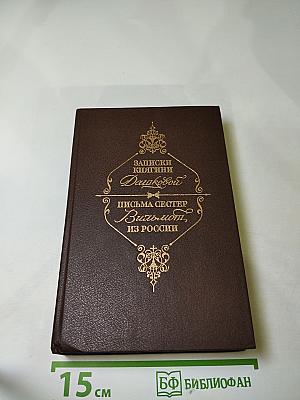 ЗАПИСКИ
КНЯГИНИ
Дашковой
ПИСЬМА СЕСТЕР
Вильмот
ИЗ РОССИИ
15 см
БФ БИБЛИОФАН